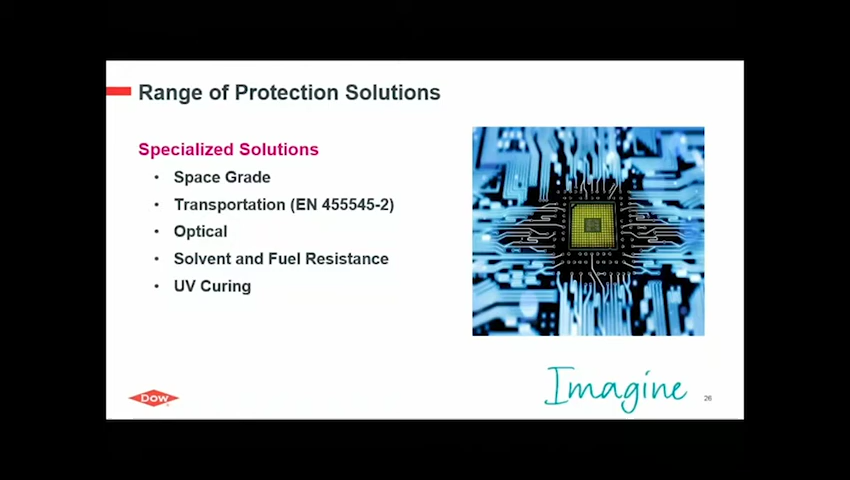 Range of Protection Solutions
Specialized Solutions
• Space Grade
• Transportation (EN 455545-2)
• Optical
• Solvent and Fuel Resistance
• UV Curing
Imagine
Dow
26